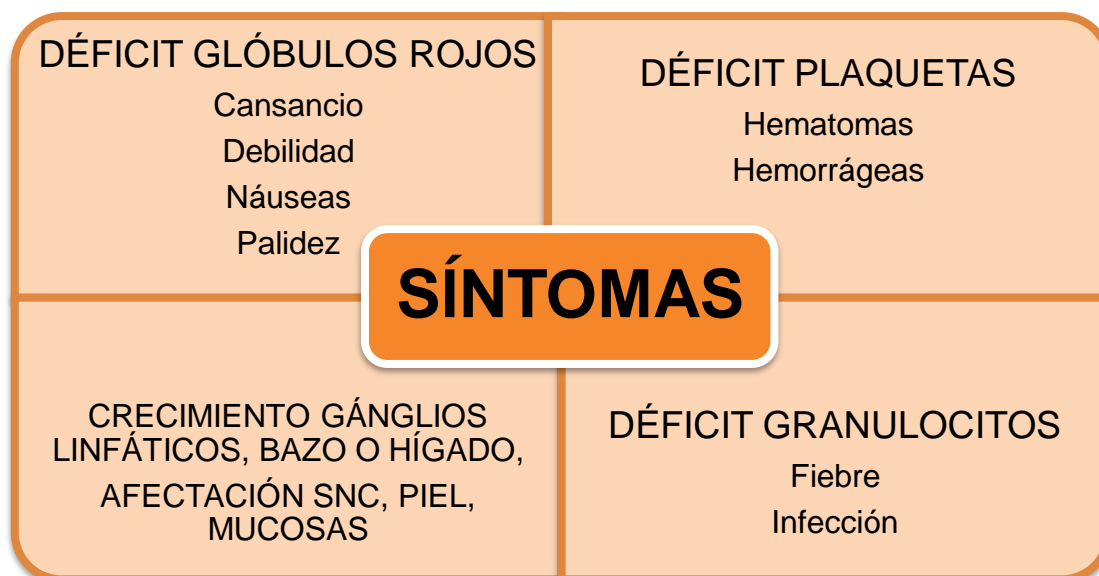 DÉFICIT GLÓBULOS ROJOS
Cansancio
Debilidad
Náuseas
Palidez
DÉFICIT PLAQUETAS
Hematomas
Hemorrágeas
SÍNTOMAS
CRECIMIENTO GÁNGLIOS
LINFÁTICOS, BAZO O HÍGADO,
AFECTACIÓN SNC, PIEL,
MUCOSAS
DÉFICIT GRANULOCITOS
Fiebre
Infección